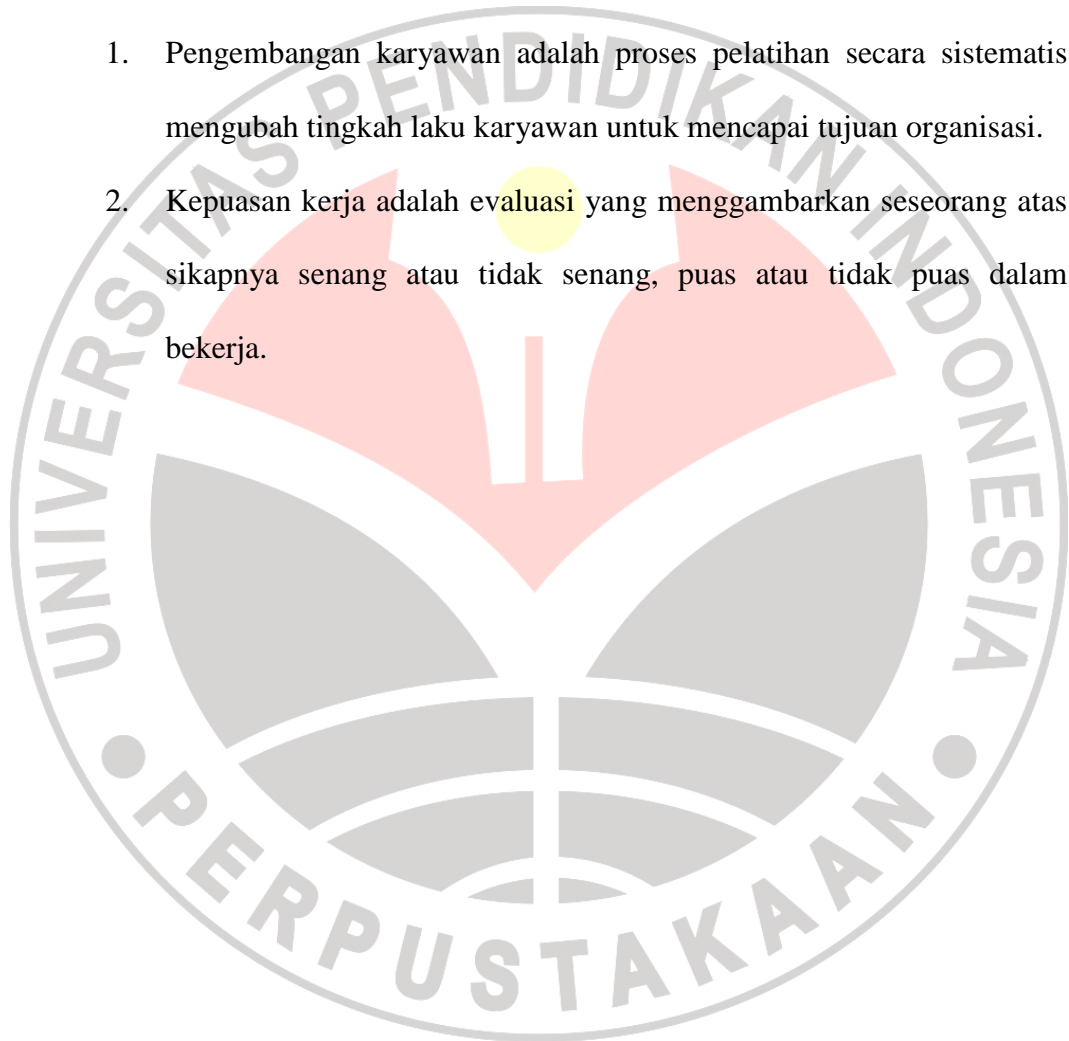 1. Pengembangan karyawan adalah proses pelatihan secara sistematis
mengubah tingkah laku karyawan untuk mencapai tujuan organisasi.
2. Kepuasan kerja adalah evaluasi yang menggambarkan seseorang atas
sikapnya senang atau tidak senang, puas atau tidak puas dalam
bekerja.
UNIVERSITAS PENDIDIKAN INDONESIA
PERPUSTAKAAN